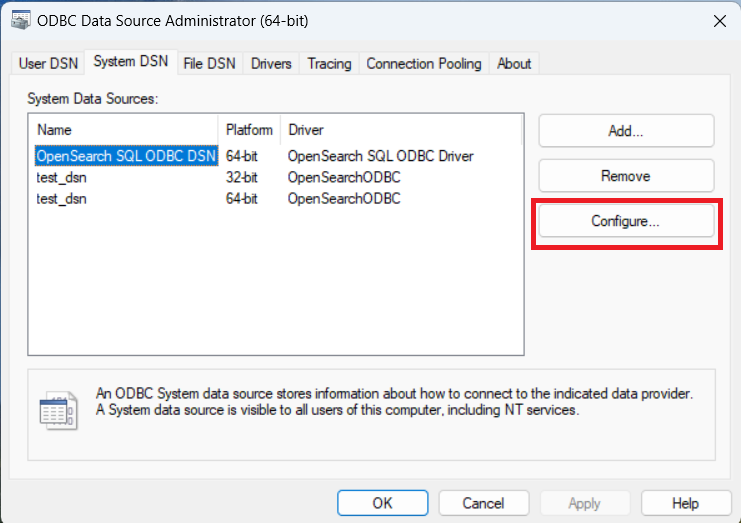 ODBC Data Source Administrator (64-bit)
User DSN System DSN File DSN Drivers Tracing Connection Pooling About
System Data Sources:
Name Platform Driver
OpenSearch SQL ODBC DSN 64-bit OpenSearch SQL ODBC Driver
test_dsn 32-bit OpenSearchODBC
test_dsn 64-bit OpenSearchODBC
Add...
Remove
Configure...
An ODBC System data source stores information about how to connect to the indicated data provider.
A System data source is visible to all users of this computer, including NT services.
OK Cancel Apply Help